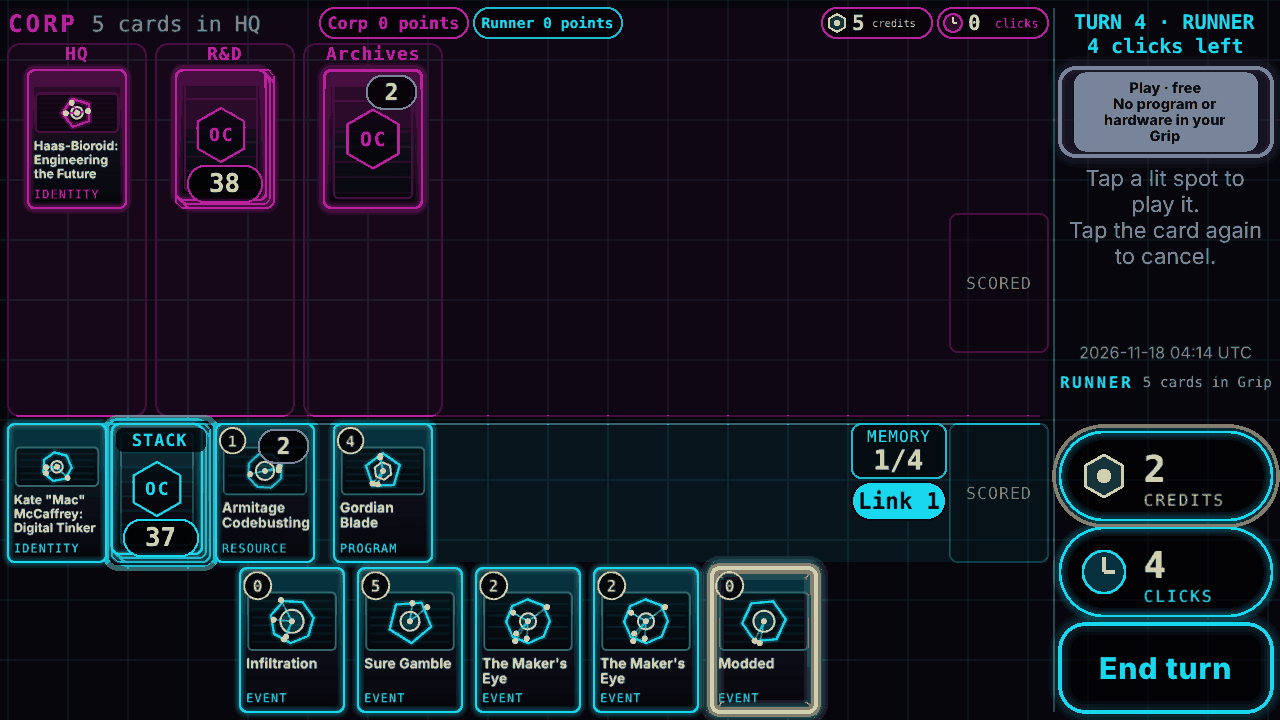 CORP 5 cards in HQ
Corp 0 points
Runner 0 points
5 credits
0 clicks
TURN 4 · RUNNER
4 clicks left
HQ
R&D
Archives
Haas-Bioroid:
Engineering
the Future
IDENTITY
OC
38
2
OC
SCORED
Play · free
No program or
hardware in your
Grip
Tap a lit spot to
play it.
Tap the card again
to cancel.
2026-11-18 04:14 UTC
RUNNER 5 cards in Grip
Kate "Mac"
McCaffrey:
Digital Tinker
IDENTITY
STACK
OC
37
1
2
Armitage
Codebusting
RESOURCE
4
Gordian
Blade
PROGRAM
MEMORY
1/4
Link 1
SCORED
2
CREDITS
4
CLICKS
End turn
0
Infiltration
EVENT
5
Sure Gamble
EVENT
2
The Maker's
Eye
EVENT
2
The Maker's
Eye
EVENT
0
Modded
EVENT